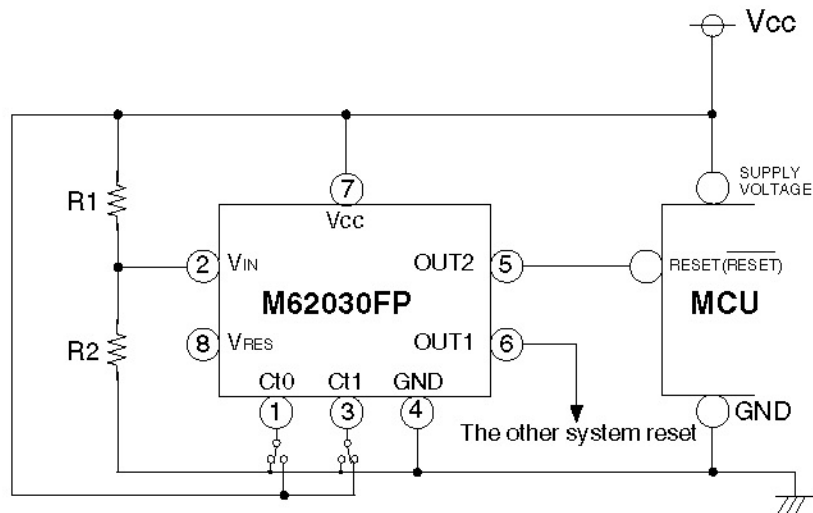 Vcc
SUPPLY
VOLTAGE
R1
7
Vcc
2
VIN
OUT2
5
RESET(RESET)
M62030FP
MCU
R2
8
VRES
OUT1
6
Ct0
Ct1
GND
1
3
4
GND
The other system reset